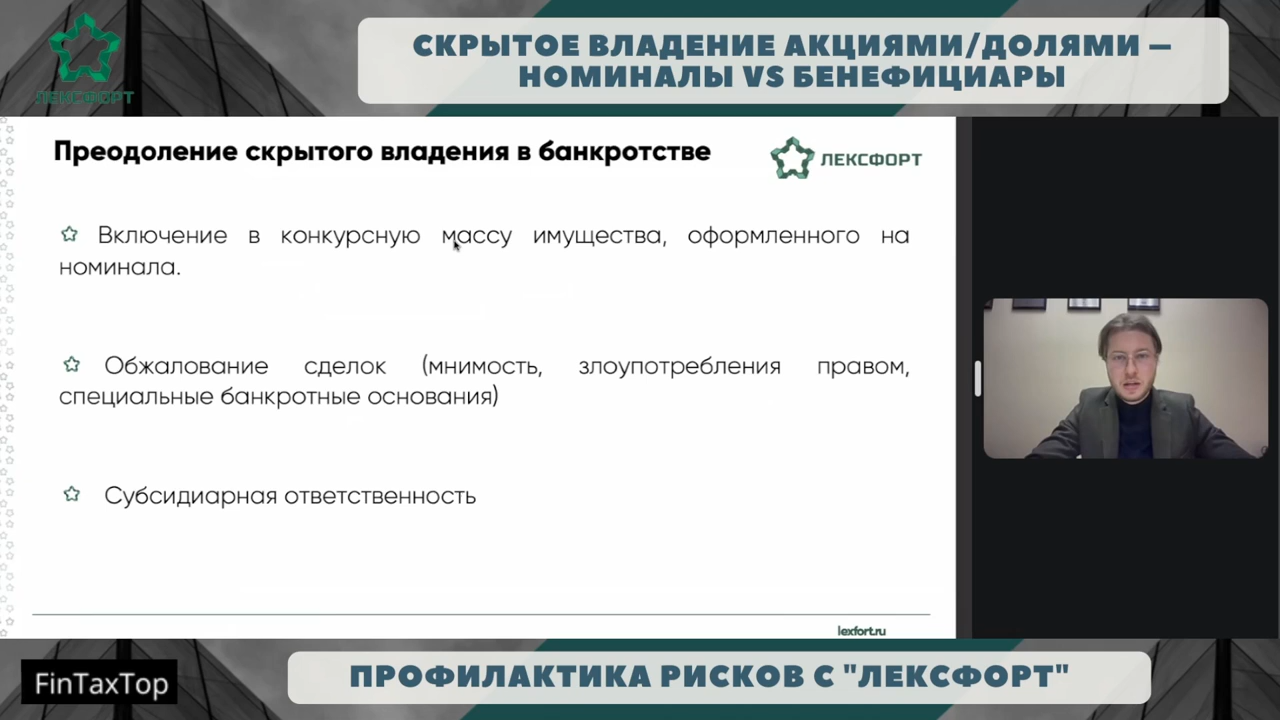 ЛЕКСФОРТ
СКРЫТОЕ ВЛАДЕНИЕ АКЦИЯМИ/ДОЛЯМИ –
НОМИНАЛЫ VS БЕНЕФИЦИАРЫ
Преодоление скрытого владения в банкротстве
ЛЕКСФОРТ
Включение в конкурсную массу имущества, оформленного на
номинала.
Обжалование сделок (мнимость, злоупотребления правом,
специальные банкротные основания)
Субсидиарная ответственность
lexfort.ru
FinTaxTop
ПРОФИЛАКТИКА РИСКОВ С "ЛЕКСФОРТ"